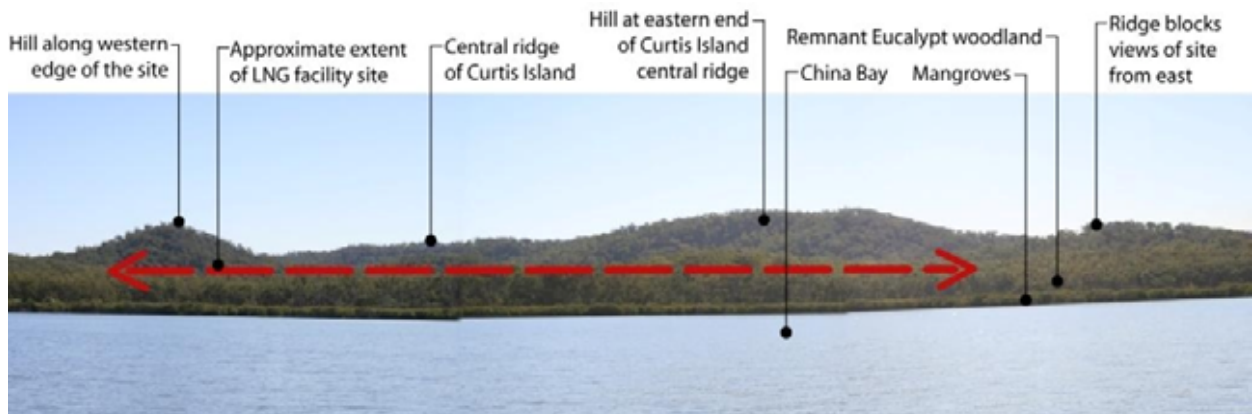 Hill along western
edge of the site
Approximate extent
of LNG facility site
Central ridge
of Curtis Island
Hill at eastern end
of Curtis Island
central ridge
China Bay
Remnant Eucalypt woodland
Mangroves
Ridge blocks
views of site
from east